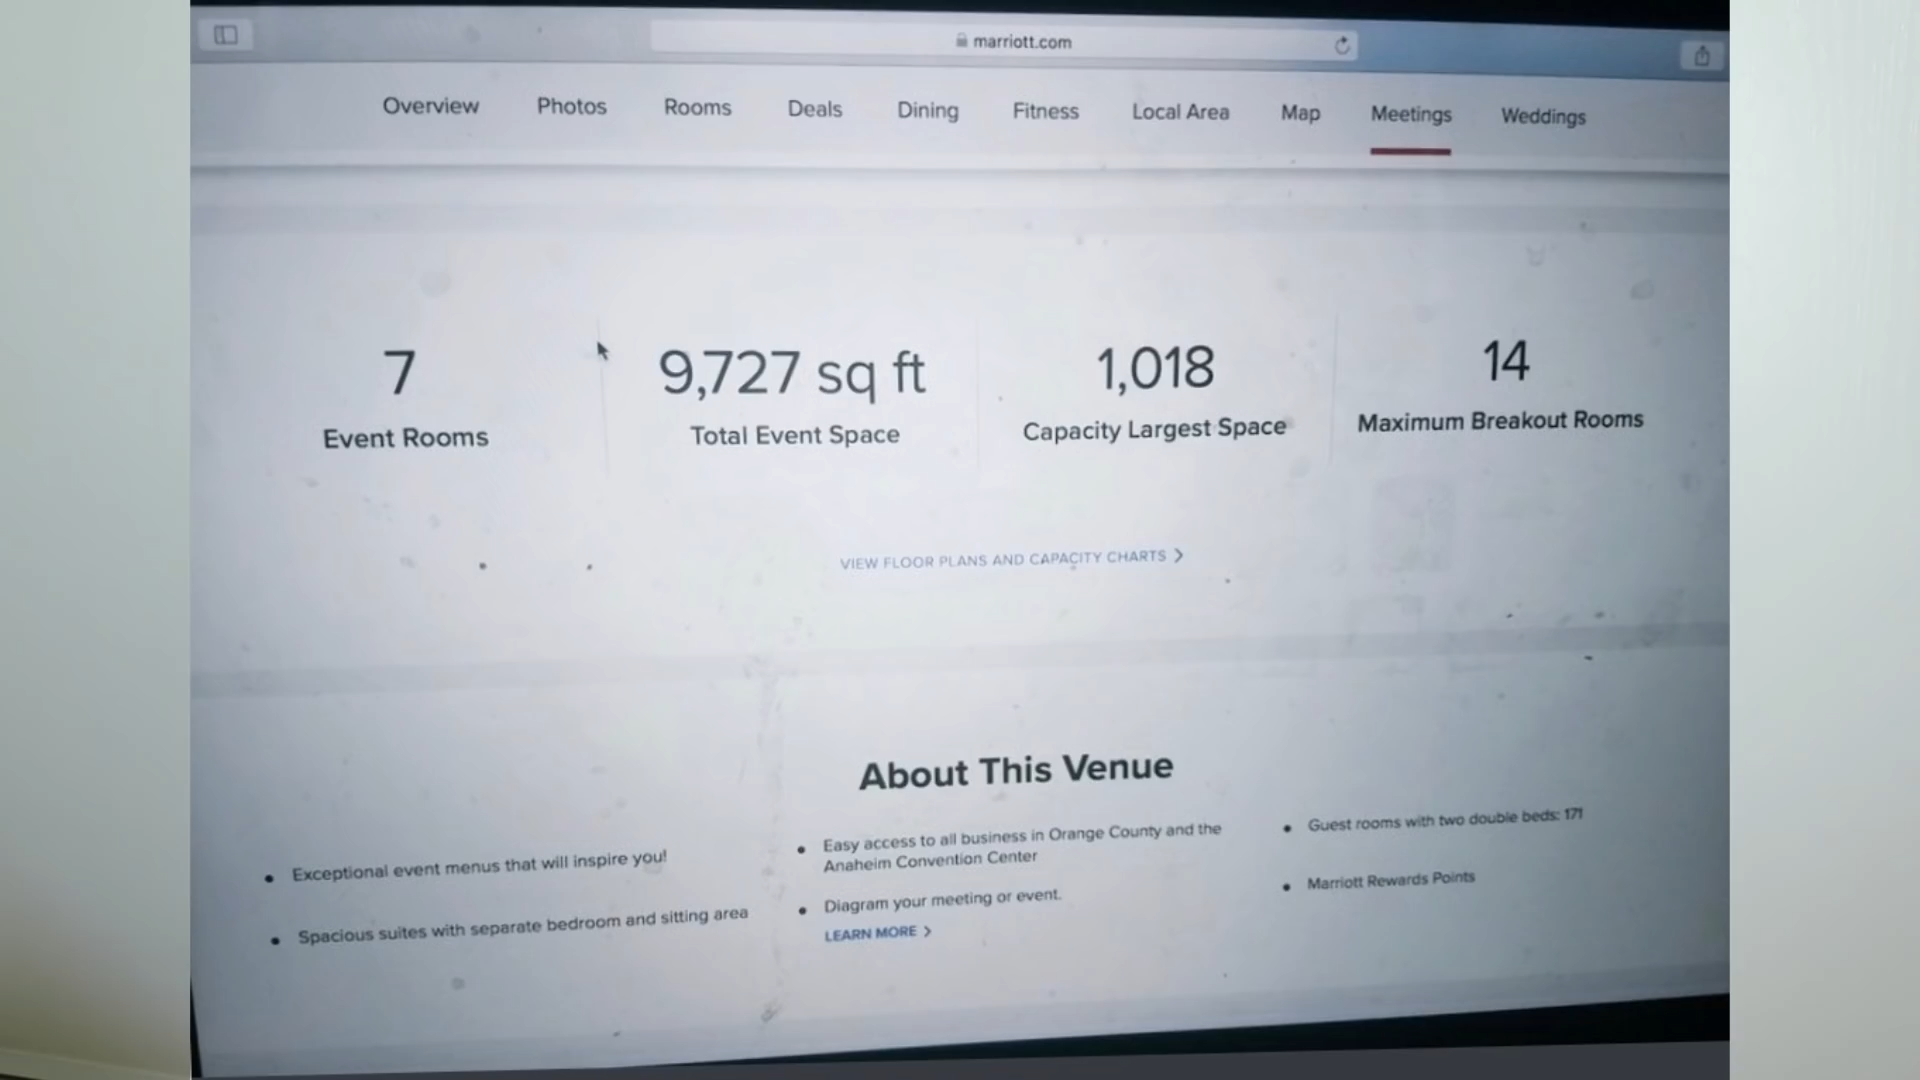 marriott.com
Overview Photos Rooms Deals Dining Fitness Local Area Map Meetings Weddings
7
Event Rooms
9,727 sq ft
Total Event Space
1,018
Capacity Largest Space
14
Maximum Breakout Rooms
VIEW FLOOR PLANS AND CAPACITY CHARTS >
About This Venue
• Exceptional event menus that will inspire you!
• Spacious suites with separate bedroom and sitting area
• Easy access to all business in Orange County and the
Anaheim Convention Center
• Diagram your meeting or event.
LEARN MORE >
• Guest rooms with two double beds: 171
• Marriott Rewards Points